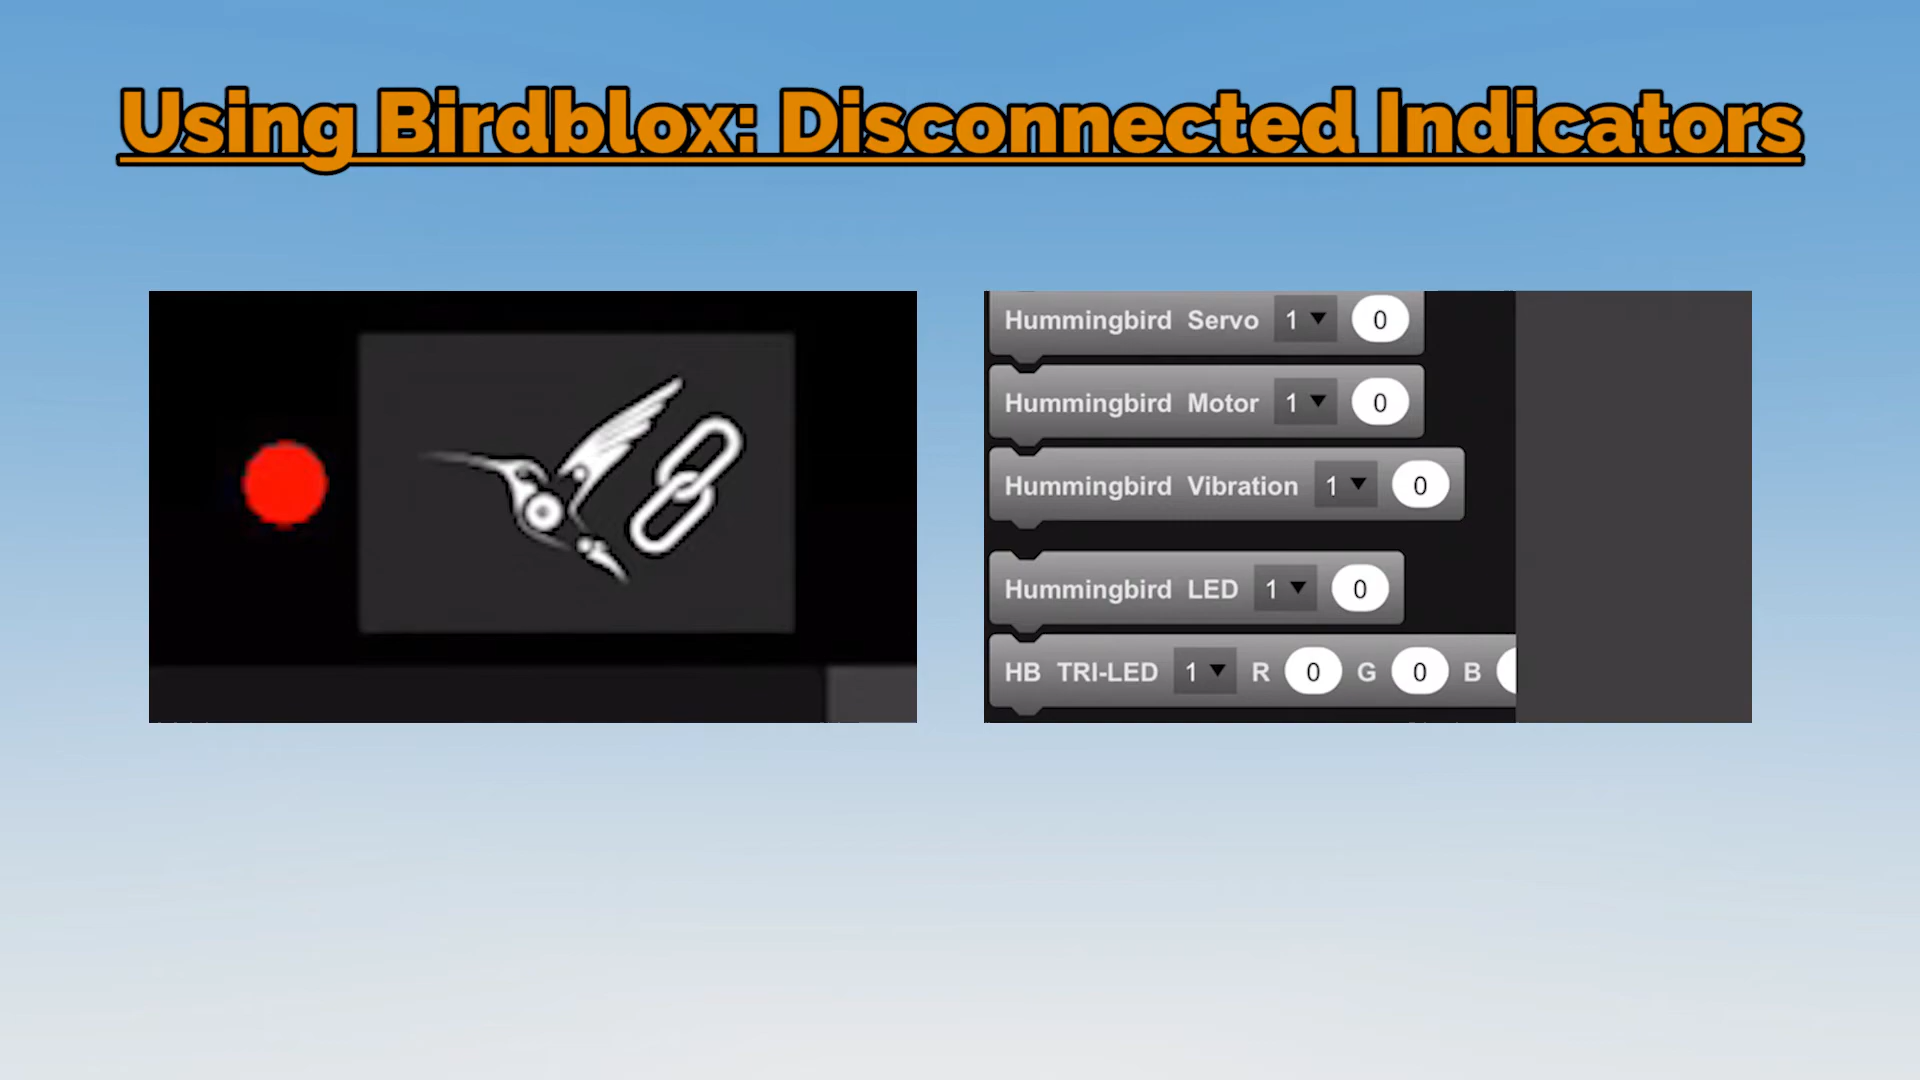 Using Birdblox: Disconnected Indicators
Hummingbird Servo 1 0
Hummingbird Motor 1 0
Hummingbird Vibration 1 0
Hummingbird LED 1 0
HB TRI-LED 1 R 0 G 0 B